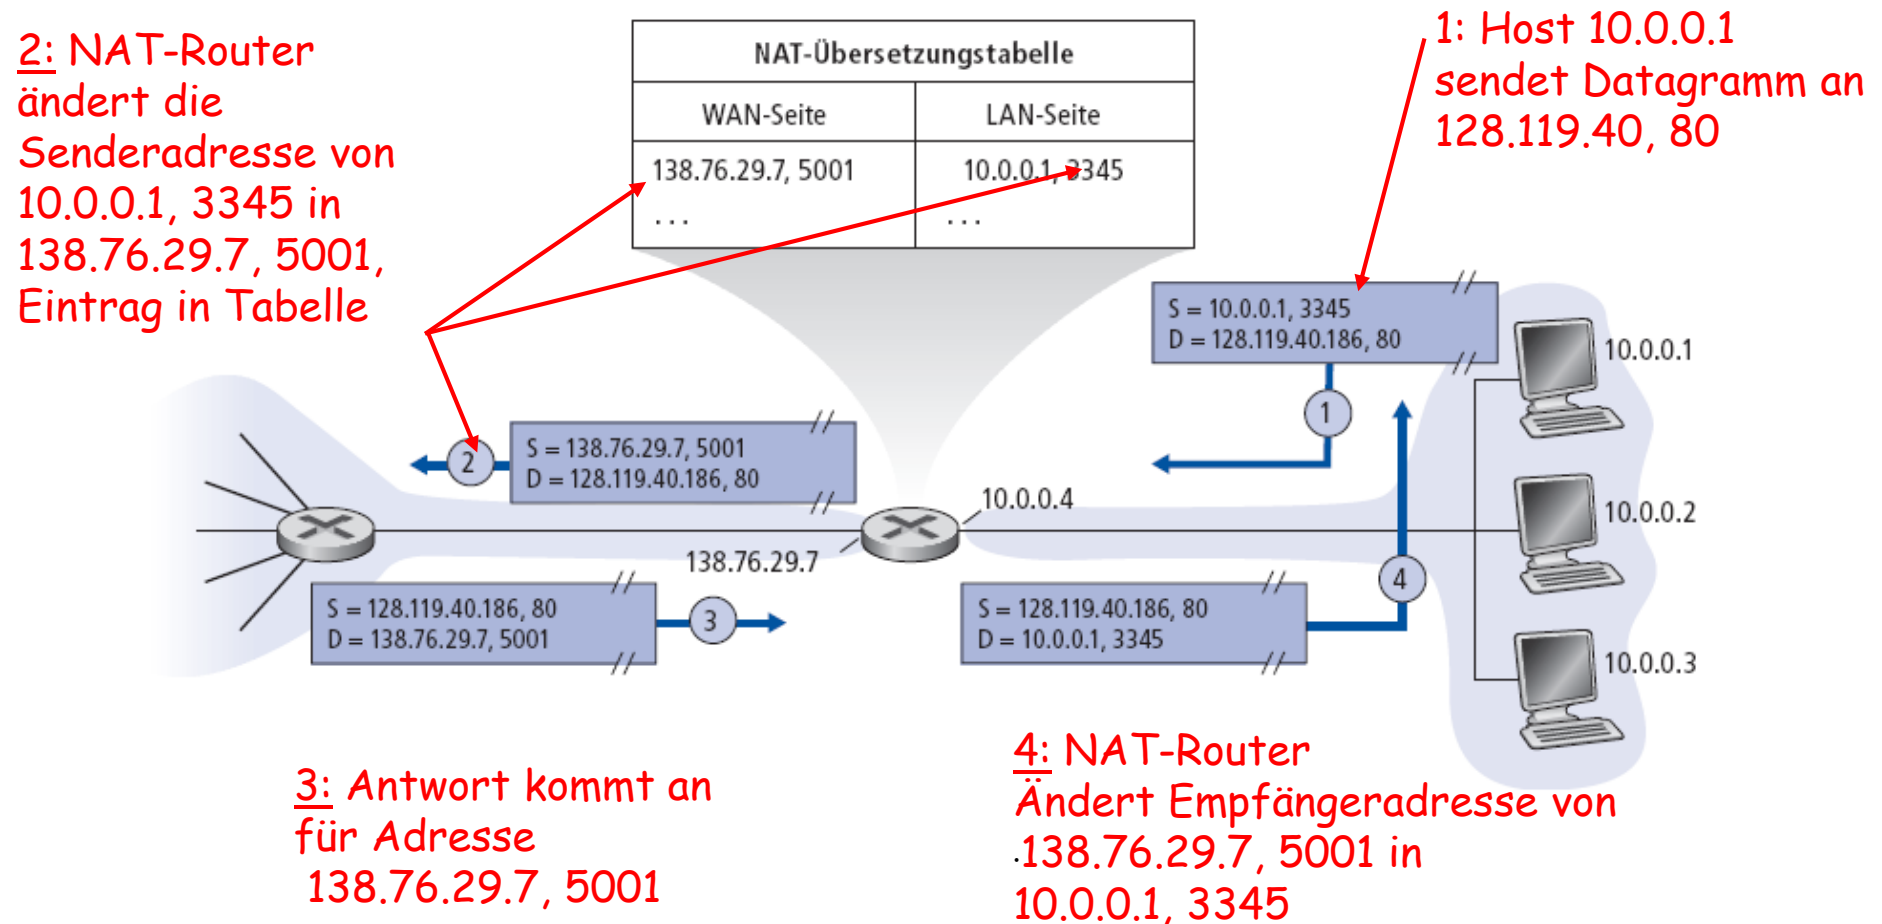 2: NAT-Router
ändert die
Senderadresse von
10.0.0.1, 3345 in
138.76.29.7, 5001,
Eintrag in Tabelle
NAT-Übersetzungstabelle
WAN-Seite LAN-Seite
138.76.29.7, 5001 10.0.0.1, 3345
. . . . . .
1: Host 10.0.0.1
sendet Datagramm an
128.119.40, 80
S = 10.0.0.1, 3345
D = 128.119.40.186, 80
1
10.0.0.1
S = 138.76.29.7, 5001
D = 128.119.40.186, 80
2
10.0.0.4
138.76.29.7
10.0.0.2
S = 128.119.40.186, 80
D = 138.76.29.7, 5001
3
S = 128.119.40.186, 80
D = 10.0.0.1, 3345
4
10.0.0.3
3: Antwort kommt an
für Adresse
138.76.29.7, 5001
4: NAT-Router
Ändert Empfängeradresse von
.138.76.29.7, 5001 in
10.0.0.1, 3345